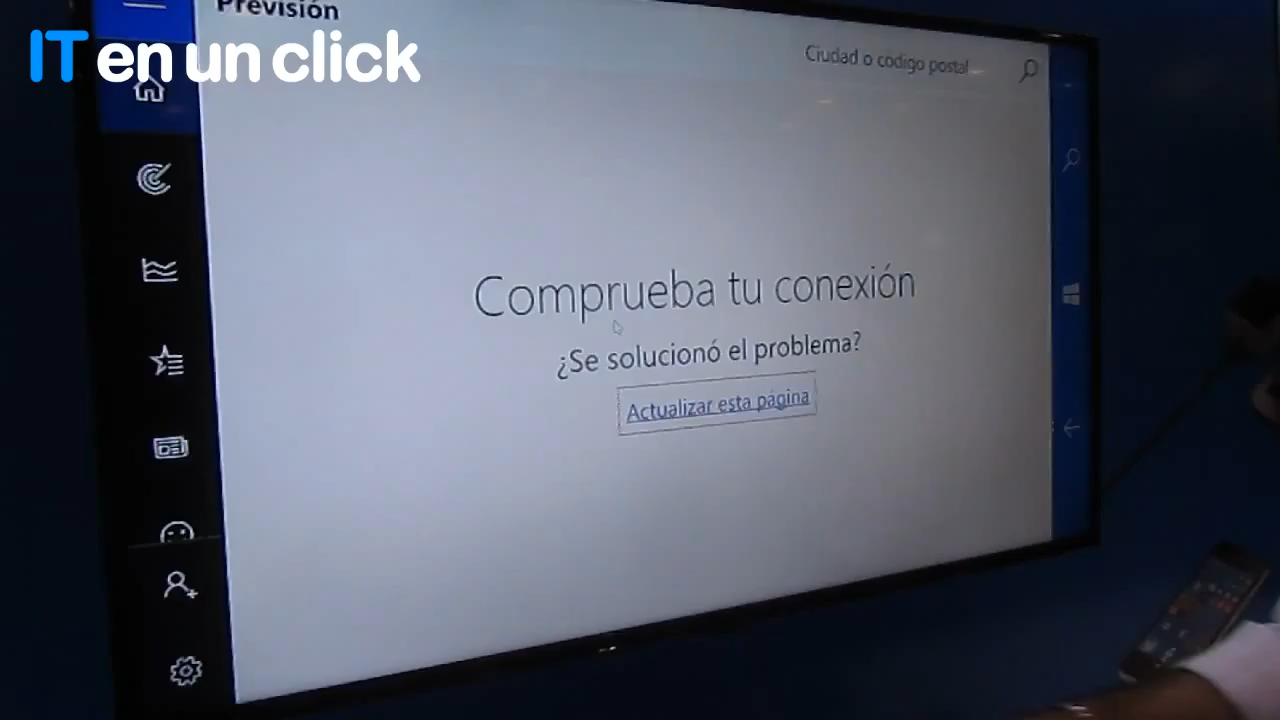 Previsión
IT en un click
Ciudad o código postal
Comprueba tu conexión
¿Se solucionó el problema?
Actualizar esta página